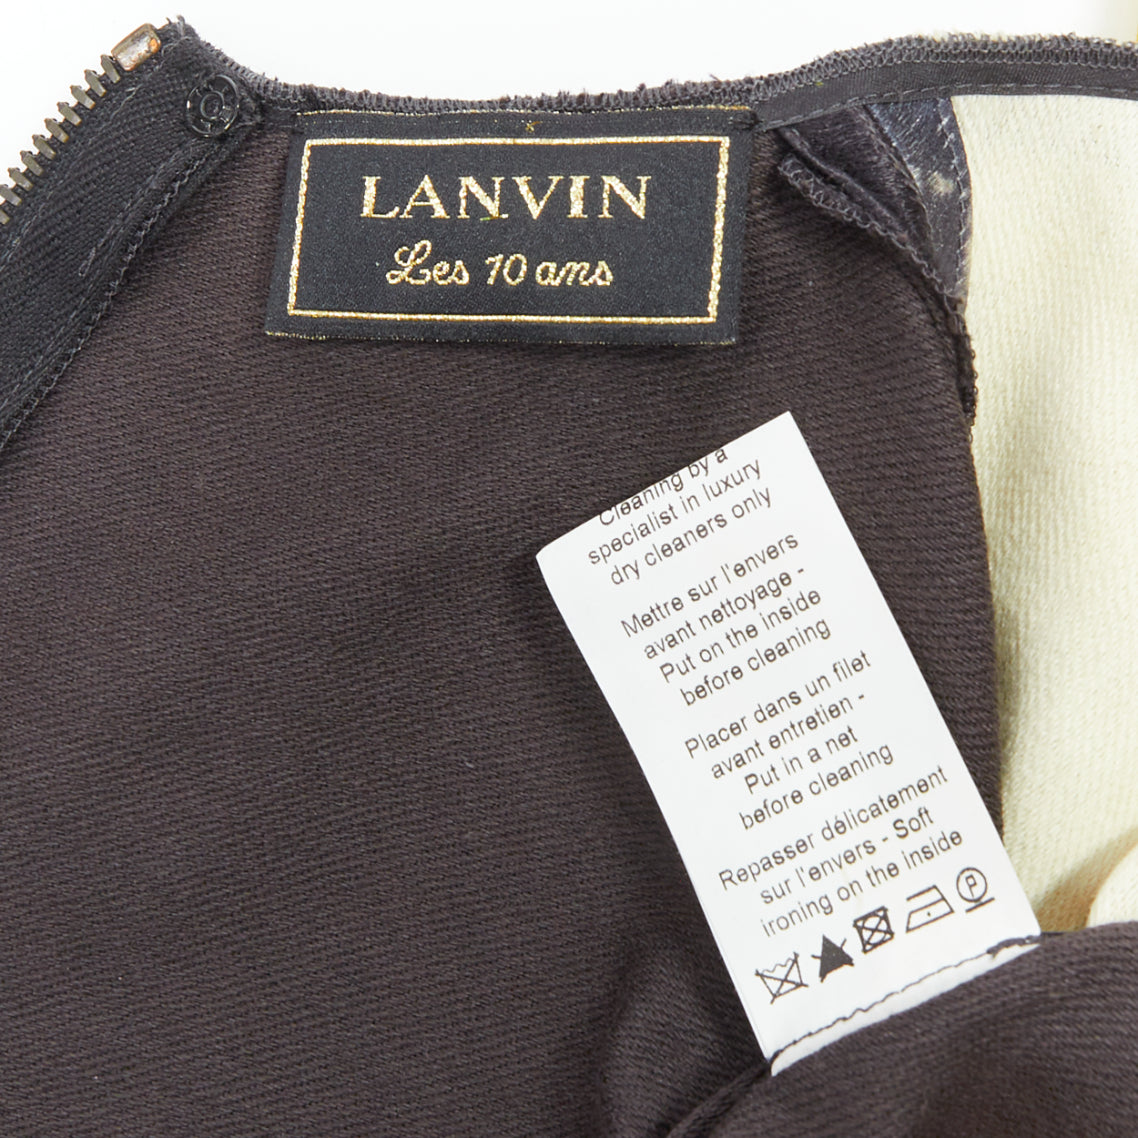 LANVIN
Les 10 ans
Cleaning by a
specialist in luxury
dry cleaners only
Mettre sur l'envers
avant nettoyage -
Put on the inside
before cleaning
Placer dans un filet
avant entretien -
Put in a net
before cleaning
Repasser délicatement
sur l'envers - Soft
ironing on the inside
P